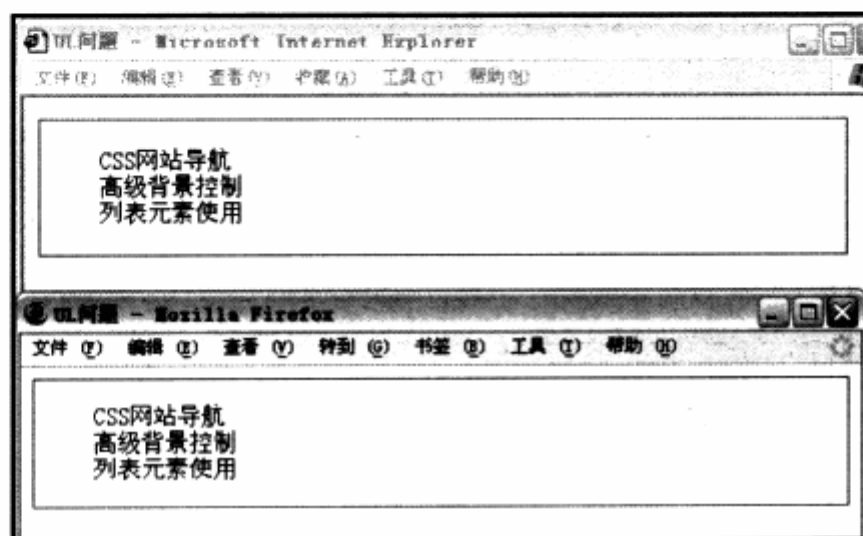 UL问题 - Microsoft Internet Explorer
文件(F) 编辑(E) 查看(V) 收藏(A) 工具(T) 帮助(H)
CSS网站导航
高级背景控制
列表元素使用
UL问题 - Mozilla Firefox
文件 (F) 编辑 (E) 查看 (V) 转到 (G) 书签 (B) 工具 (T) 帮助 (H)
CSS网站导航
高级背景控制
列表元素使用